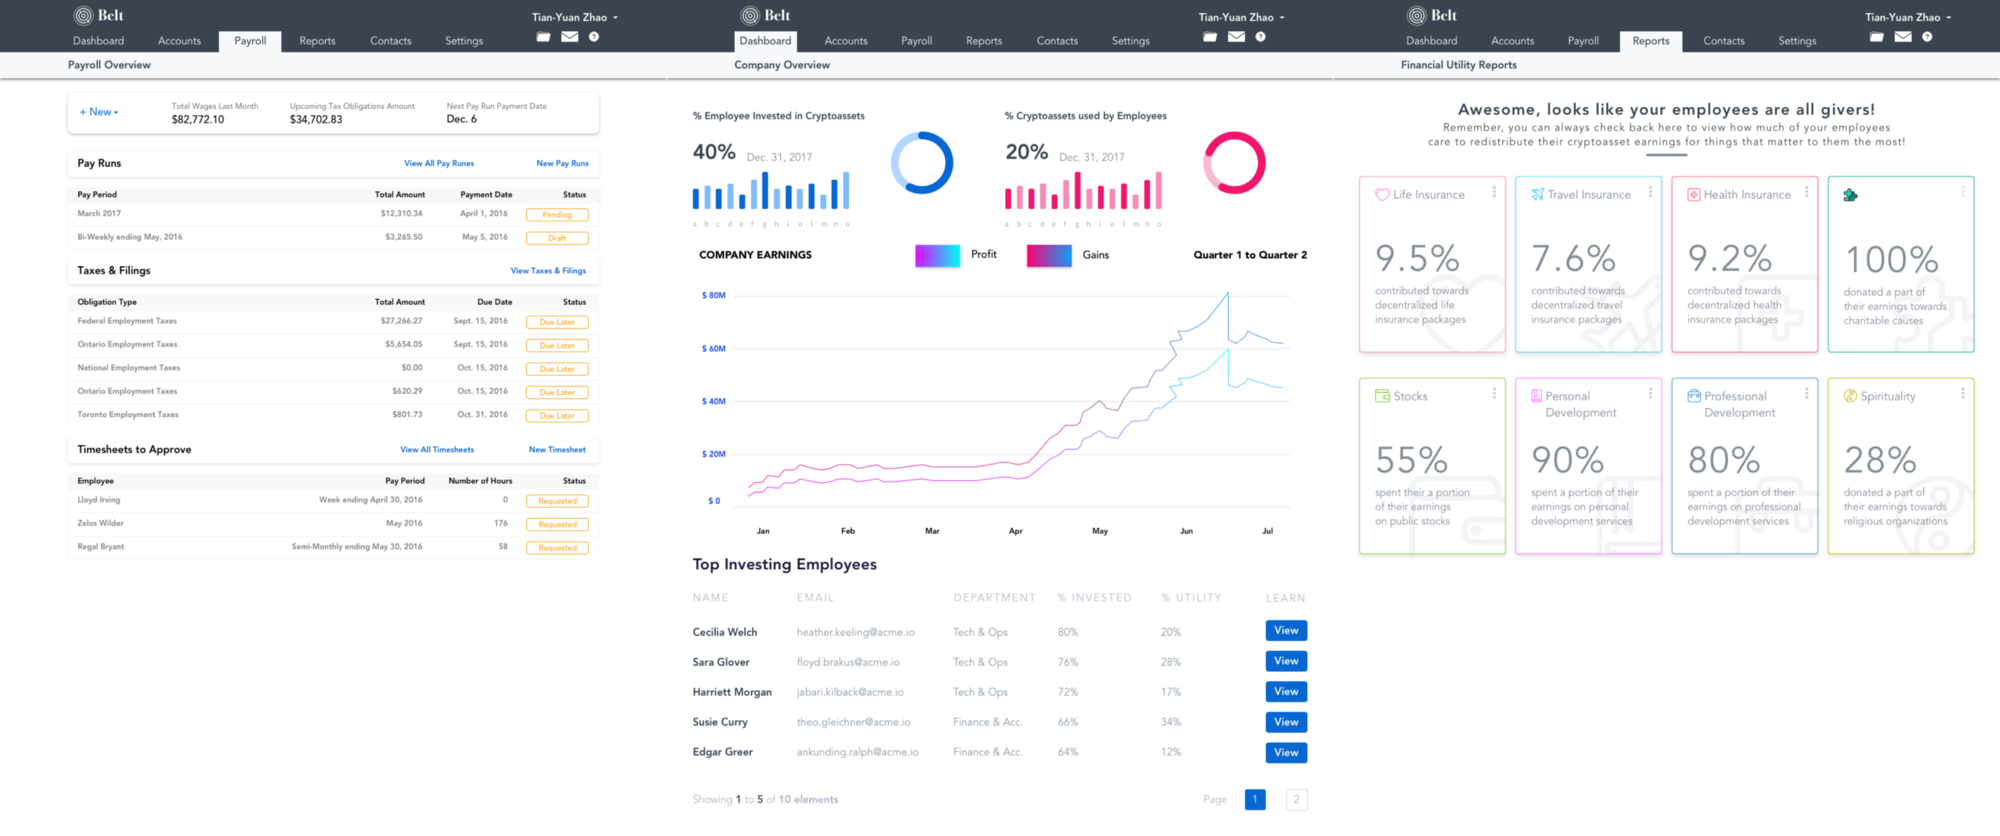 Belt
Tian-Yuan Zhao
Dashboard Accounts Payroll Reports Contacts Settings
Payroll Overview
+ New
Total Wages Last Month
$82,772.10
Upcoming Tax Obligations Amount
$34,702.83
Next Pay Run Payment Date
Dec. 6
Pay Runs View All Pay Runes New Pay Runs
Pay Period Total Amount Payment Date Status
March 2017 $12,310.34 April 1, 2016 Pending
Bi-Weekly ending May, 2016 $3,265.50 May 5, 2016 Draft
Taxes & Filings View Taxes & Filings
Obligation Type Total Amount Due Date Status
Federal Employment Taxes $27,266.27 Sept. 15, 2016 Due Later
Ontario Employment Taxes $5,654.05 Sept. 15, 2016 Due Later
National Employment Taxes $0.00 Oct. 15, 2016 Due Later
Ontario Employment Taxes $620.29 Oct. 15, 2016 Due Later
Toronto Employment Taxes $801.73 Oct. 31, 2016 Due Later
Timesheets to Approve View All Timesheets New Timesheet
Employee Pay Period Number of Hours Status
Lloyd Irving Week ending April 30, 2016 0 Requested
Zelos Wilder May 2016 176 Requested
Regal Bryant Semi-Monthly ending May 30, 2016 58 Requested
Belt
Tian-Yuan Zhao
Dashboard Accounts Payroll Reports Contacts Settings
Company Overview
% Employee Invested in Cryptoassets
40% Dec. 31, 2017
a b c d e f g h i o l m n o
% Cryptoassets used by Employees
20% Dec. 31, 2017
a b c d e f g h i o l m n o
COMPANY EARNINGS Profit Gains Quarter 1 to Quarter 2
$ 80M
$ 60M
$ 40M
$ 20M
$ 0
Jan Feb Mar Apr May Jun Jul
Top Investing Employees
NAME EMAIL DEPARTMENT % INVESTED % UTILITY LEARN
Cecilia Welch heather.keeling@acme.io Tech & Ops 80% 20% View
Sara Glover floyd.brakus@acme.io Tech & Ops 76% 28% View
Harriett Morgan jabari.kilback@acme.io Tech & Ops 72% 17% View
Susie Curry theo.gleichner@acme.io Finance & Acc. 66% 34% View
Edgar Greer ankunding.ralph@acme.io Finance & Acc. 64% 12% View
Showing 1 to 5 of 10 elements Page 1 2
Belt
Tian-Yuan Zhao
Dashboard Accounts Payroll Reports Contacts Settings
Financial Utility Reports
Awesome, looks like your employees are all givers!
Remember, you can always check back here to view how much of your employees
care to redistribute their cryptoasset earnings for things that matter to them the most!
Life Insurance
9.5%
contributed towards
decentralized life
insurance packages
Travel Insurance
7.6%
contributed towards
decentralized travel
insurance packages
Health Insurance
9.2%
contributed towards
decentralized health
insurance packages
100%
donated a part of
their earnings towards
charitable causes
Stocks
55%
spent their a portion
of their earnings
on public stocks
Personal
Development
90%
spent a portion of their
earnings on personal
development services
Professional
Development
80%
spent a portion of their
earnings on professional
development services
Spirituality
28%
donated a part of
their earnings towards
religious organizations